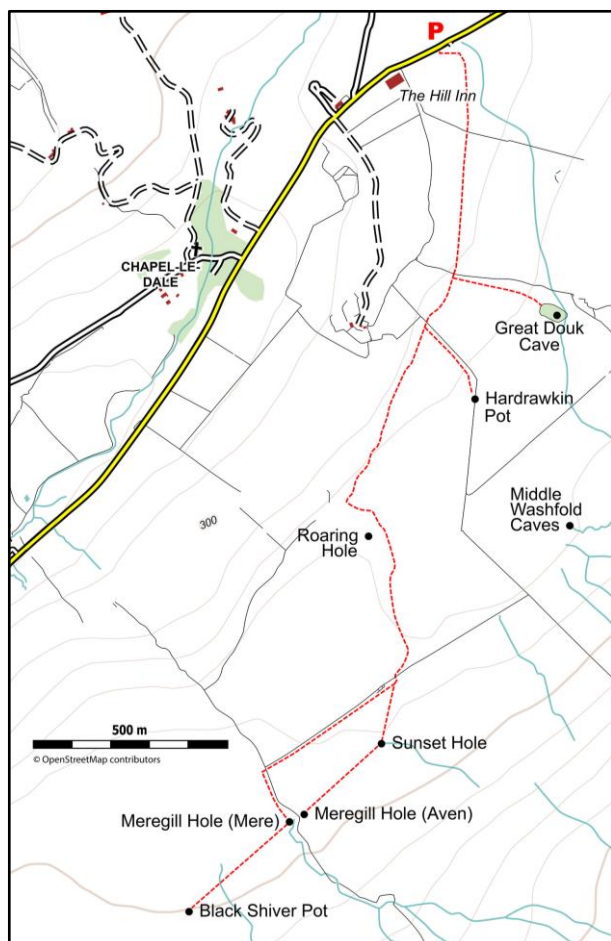 P
The Hill Inn
CHAPEL-LE-
DALE
Great Douk
Cave
Hardrawkin
Pot
Middle
Washfold
Caves
300
Roaring
Hole
500 m
© OpenStreetMap contributors
Sunset Hole
Meregill Hole (Aven)
Meregill Hole (Mere)
Black Shiver Pot